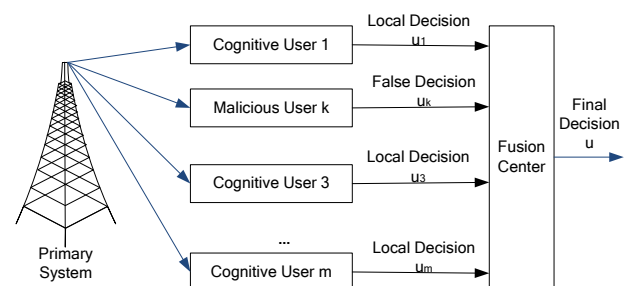 Local Decision
Cognitive User 1
u1
False Decision
Malicious User k
uk
Final
Decision
u
Fusion
Center
Local Decision
Cognitive User 3
u3
...
Local Decision
Cognitive User m
um
Primary
System